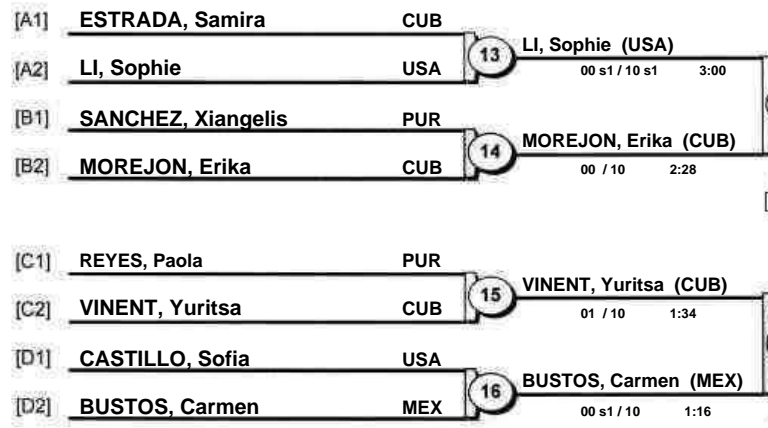 [A1] ESTRADA, Samira CUB
13 LI, Sophie (USA)
[A2] LI, Sophie USA
00 s1 / 10 s1 3:00
[B1] SANCHEZ, Xiangelis PUR
14 MOREJON, Erika (CUB)
[B2] MOREJON, Erika CUB
00 / 10 2:28
[C1] REYES, Paola PUR
15 VINENT, Yuritsa (CUB)
[C2] VINENT, Yuritsa CUB
01 / 10 1:34
[D1] CASTILLO, Sofia USA
16 BUSTOS, Carmen (MEX)
[D2] BUSTOS, Carmen MEX
00 s1 / 10 1:16